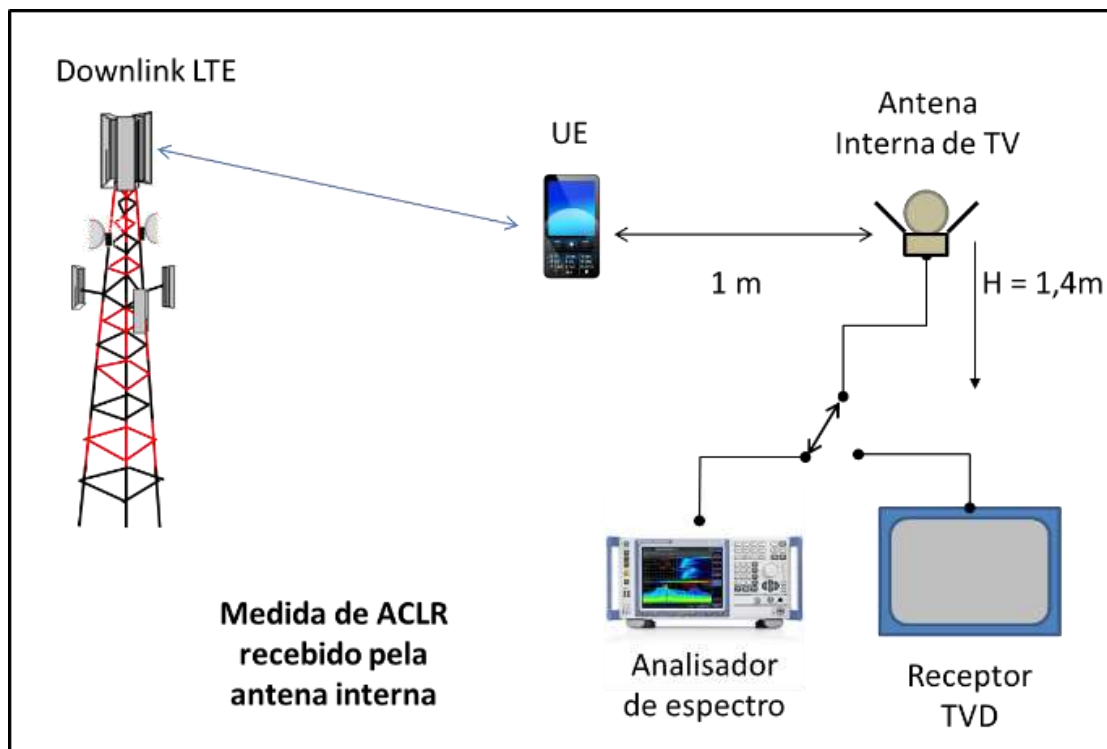 Downlink LTE
UE
Antena
Interna de TV
1 m
H = 1,4m
Medida de ACLR
recebido pela
antena interna
Analisador
de espectro
Receptor
TVD